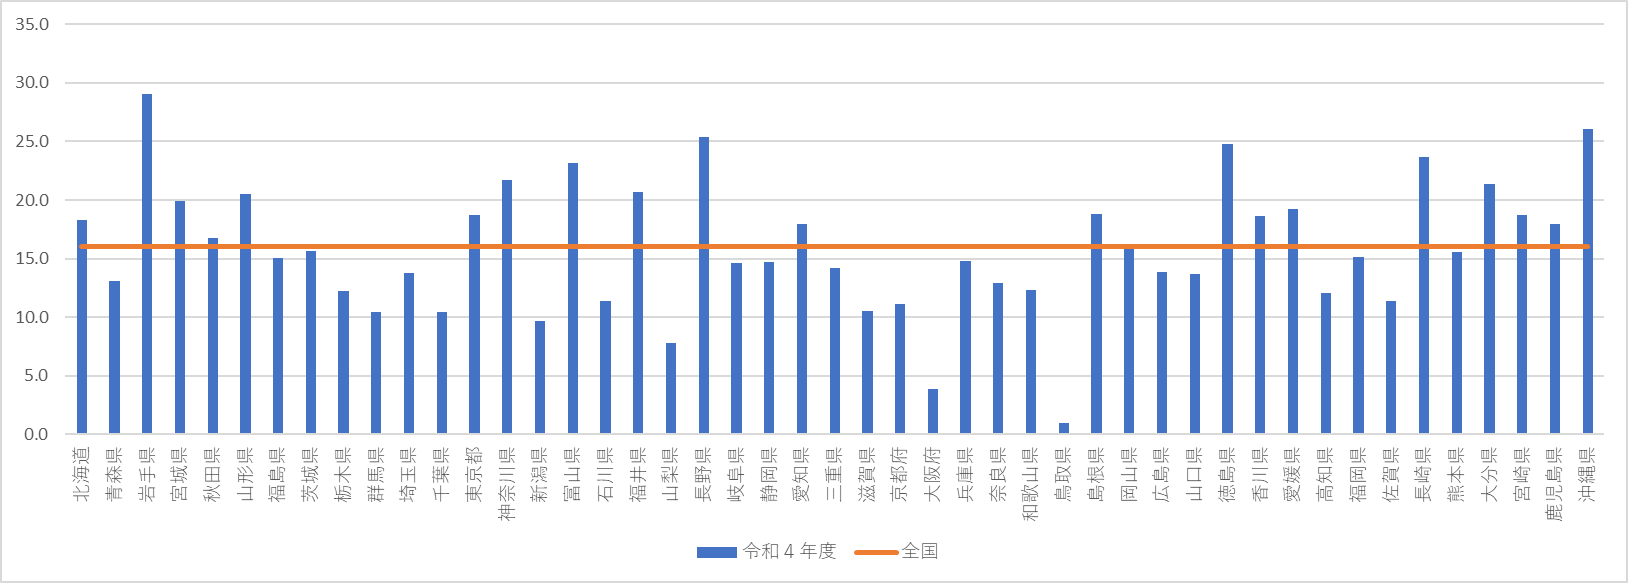 35.0
30.0
25.0
20.0
15.0
10.0
5.0
0.0
北海道
青森県
岩手県
宮城県
秋田県
山形県
福島県
茨城県
栃木県
群馬県
埼玉県
千葉県
東京都
神奈川県
新潟県
富山県
石川県
福井県
山梨県
長野県
岐阜県
静岡県
愛知県
三重県
滋賀県
京都府
大阪府
兵庫県
奈良県
和歌山県
鳥取県
島根県
岡山県
広島県
山口県
徳島県
香川県
愛媛県
高知県
福岡県
佐賀県
長崎県
熊本県
大分県
宮崎県
鹿児島県
沖縄県
令和4年度 全国